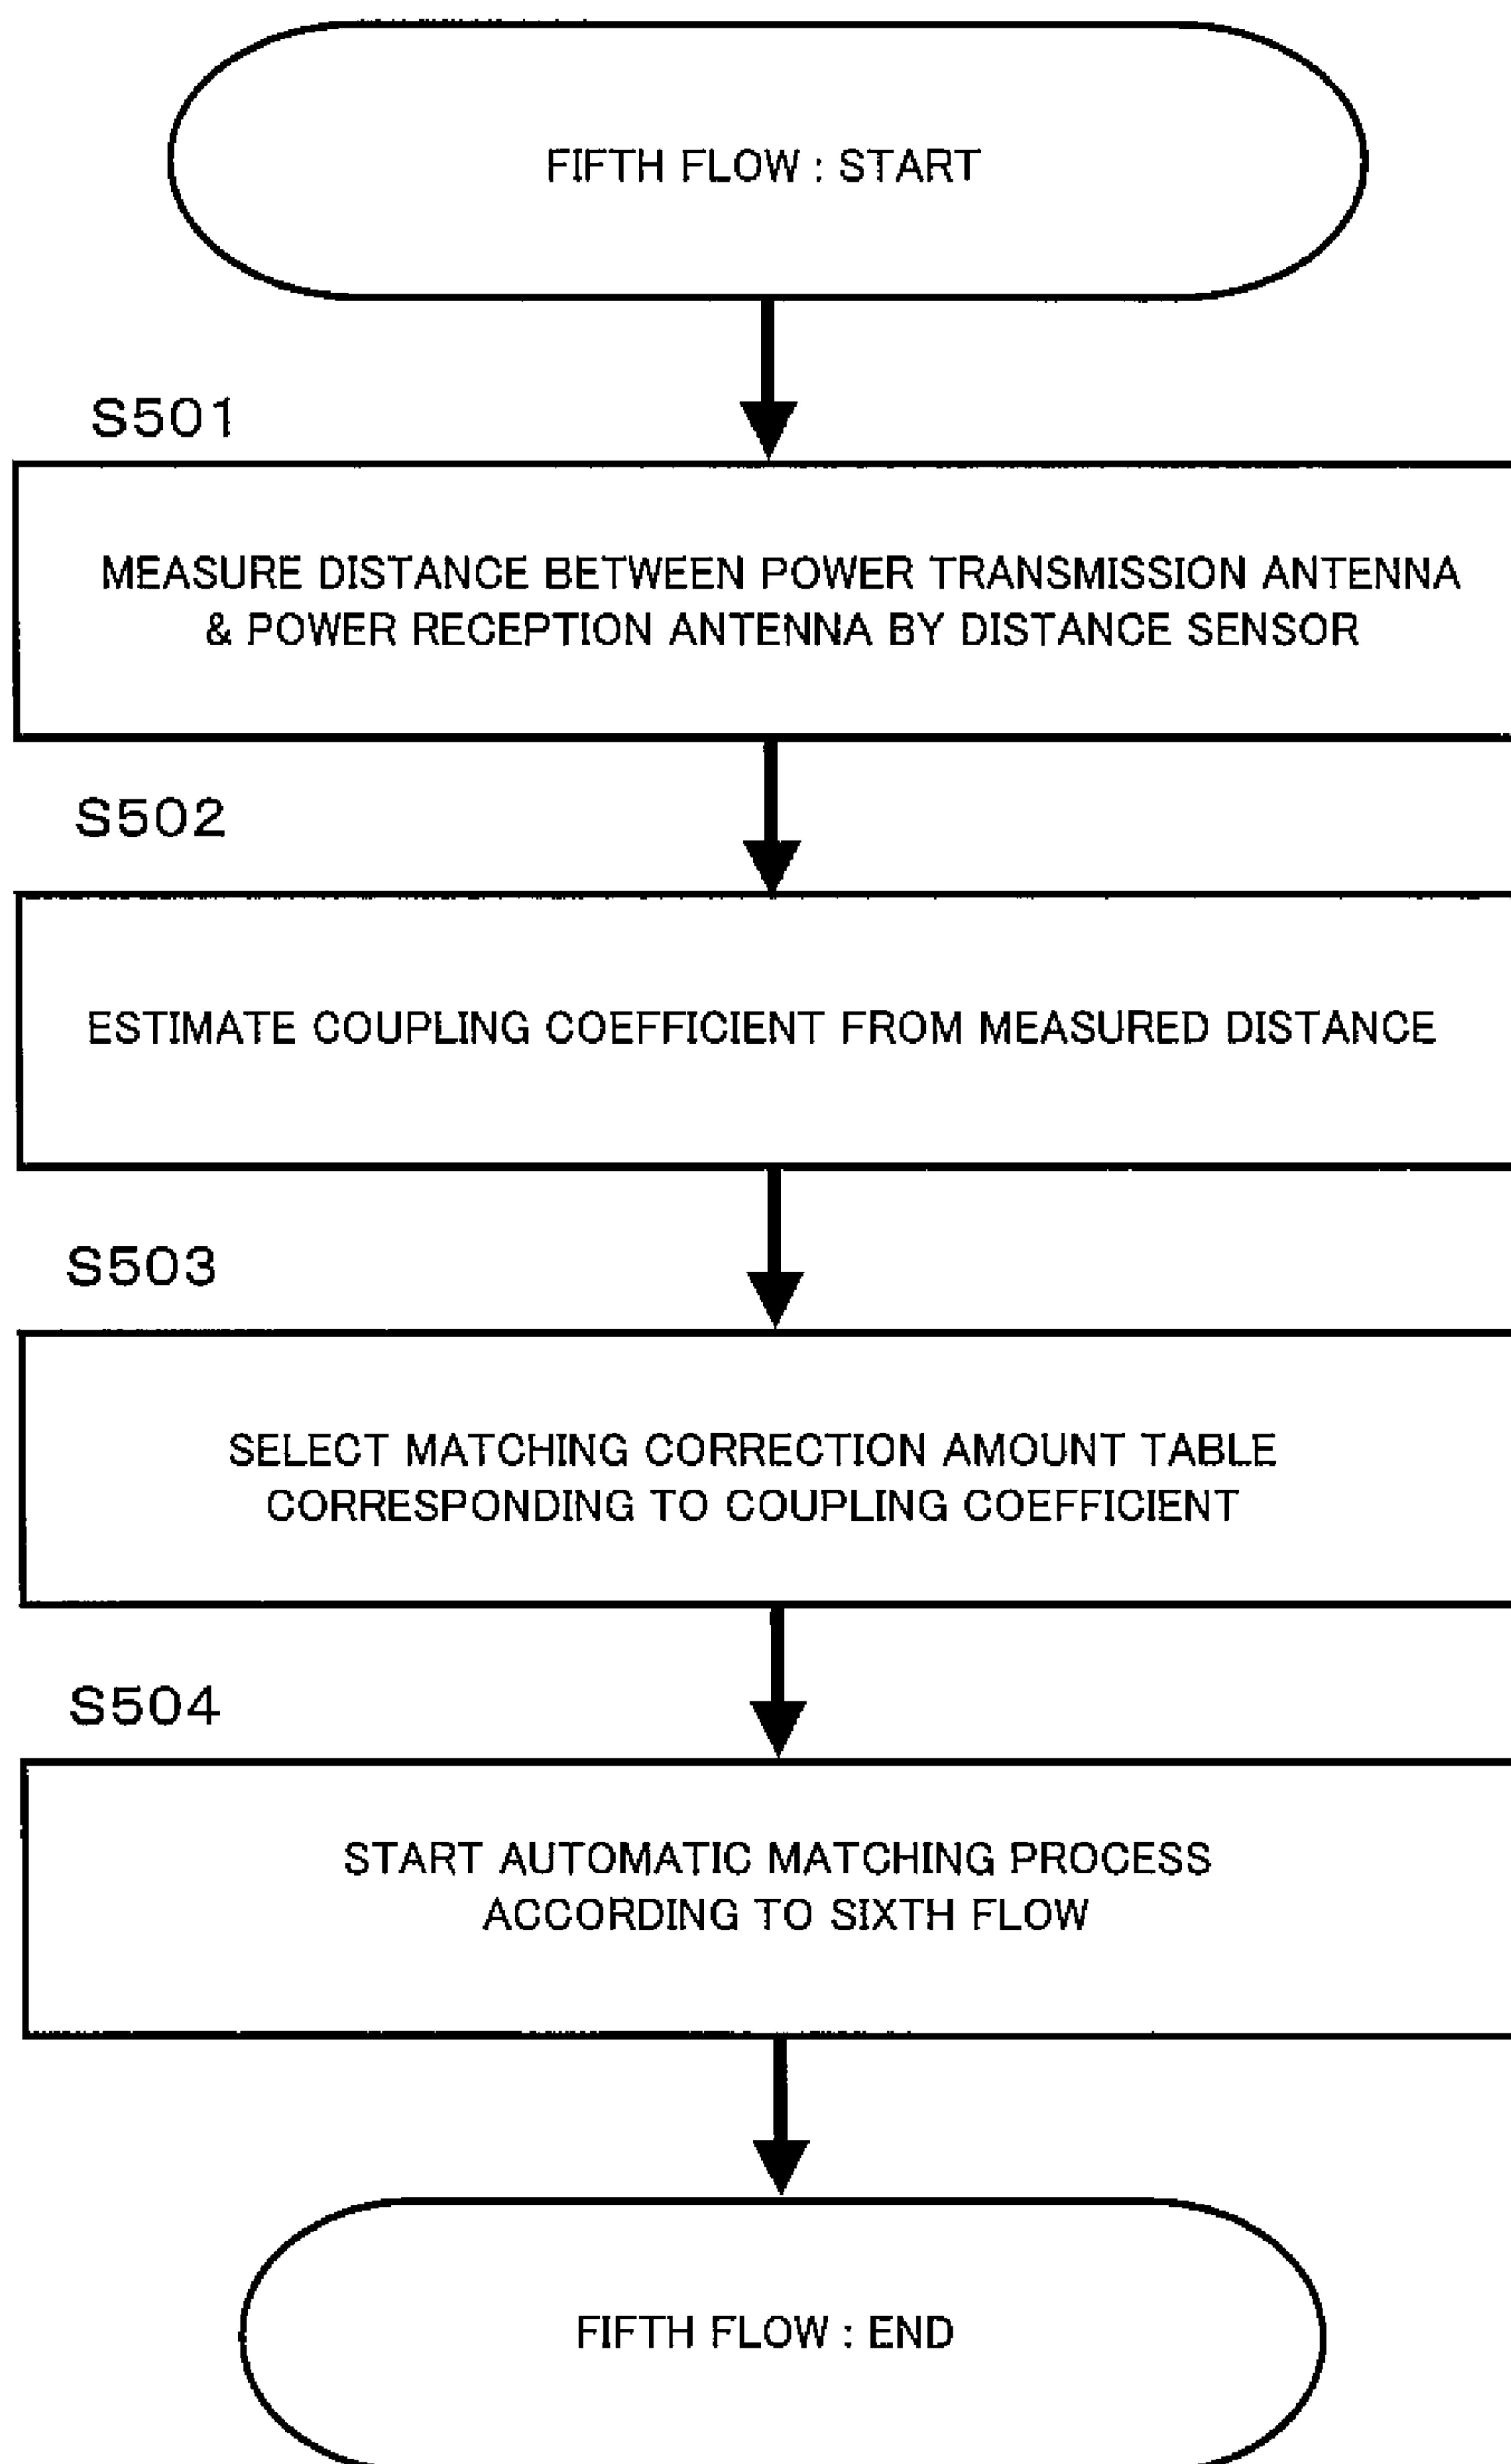 FIFTH FLOW : START
S501
MEASURE DISTANCE BETWEEN POWER TRANSMISSION ANTENNA
& POWER RECEPTION ANTENNA BY DISTANCE SENSOR
S502
ESTIMATE COUPLING COEFFICIENT FROM MEASURED DISTANCE
S503
SELECT MATCHING CORRECTION AMOUNT TABLE
CORRESPONDING TO COUPLING COEFFICIENT
S504
START AUTOMATIC MATCHING PROCESS
ACCORDING TO SIXTH FLOW
FIFTH FLOW : END